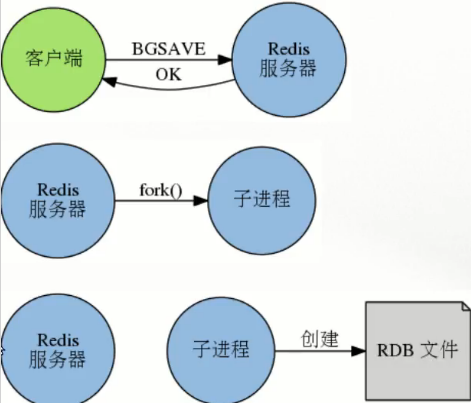 客户端
BGSAVE
OK
Redis
服务器
Redis
服务器
fork()
子进程
Redis
服务器
子进程
创建
RDB 文件